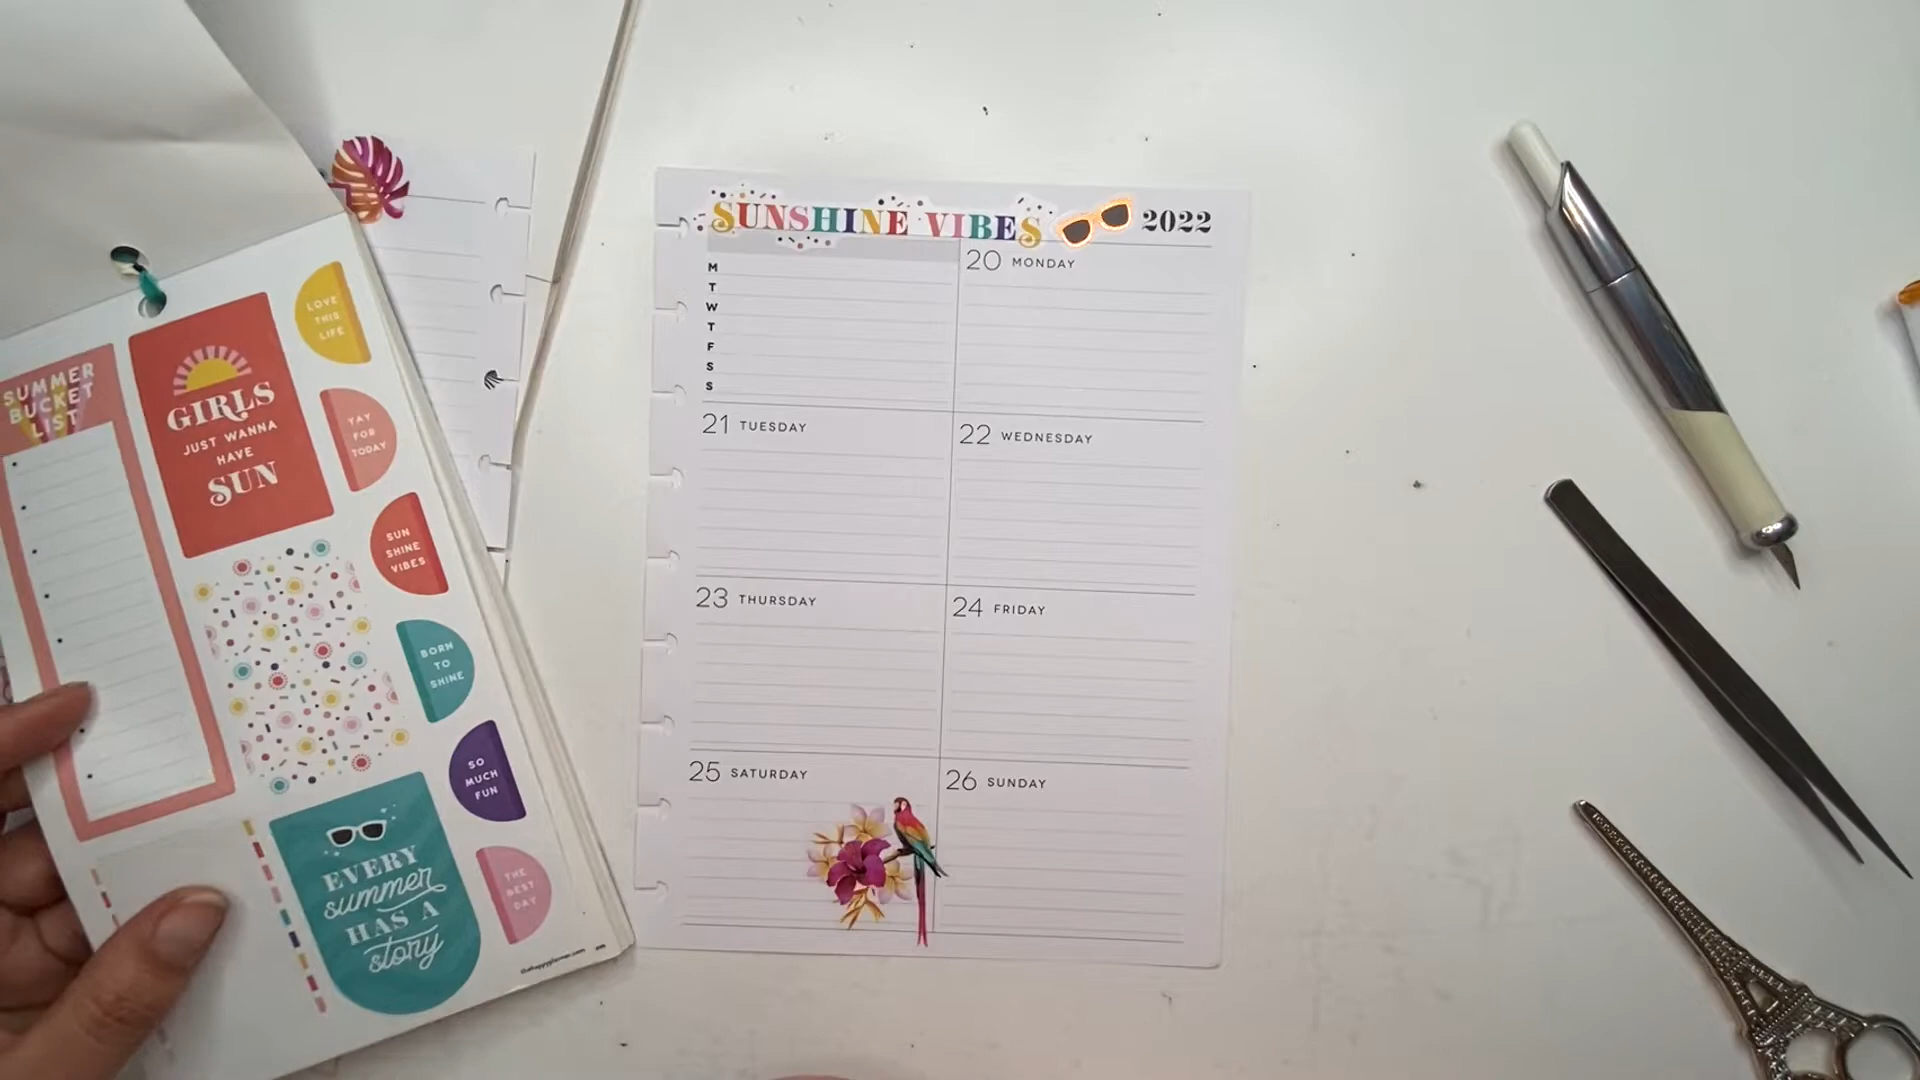 SUMMER
BUCKET
LIST
GIRLS
JUST WANNA
HAVE
SUN
LOVE
THIS
LIFE
YAY
FOR
TODAY
SUN
SHINE
VIBES
BORN
TO
SHINE
SO
MUCH
FUN
THE
BEST
DAY
EVERY
summer
HAS A
story
SUNSHINE VIBES 2022
M
T
W
T
F
S
S
20 MONDAY
21 TUESDAY
22 WEDNESDAY
23 THURSDAY
24 FRIDAY
25 SATURDAY
26 SUNDAY